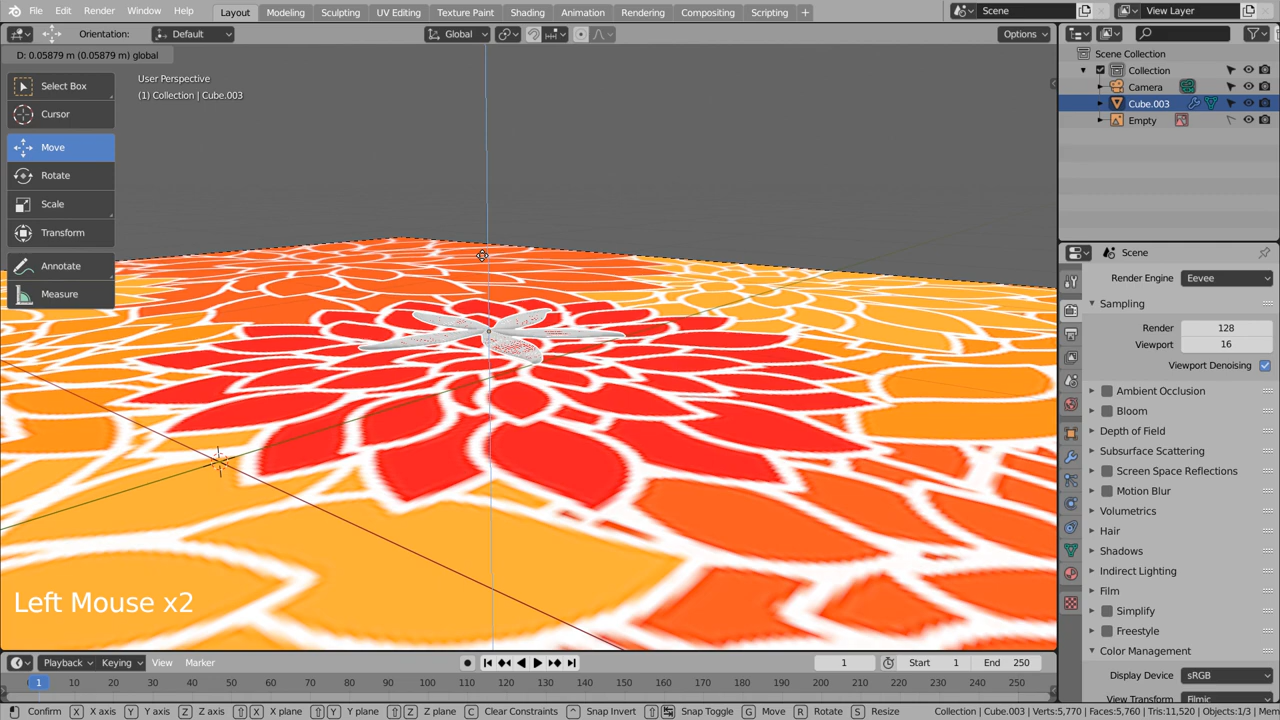 File Edit Render Window Help Layout Modeling Sculpting UV Editing Texture Paint Shading Animation Rendering Compositing Scripting + Scene View Layer
Orientation: Default Global Options
D: 0.05879 m (0.05879 m) global
User Perspective
(1) Collection | Cube.003
Select Box
Cursor
Move
Rotate
Scale
Transform
Annotate
Measure
Left Mouse x2
Scene Collection
Collection
Camera
Cube.003
Empty
Scene
Render Engine Eevee
Sampling
Render 128
Viewport 16
Viewport Denoising
Ambient Occlusion
Bloom
Depth of Field
Subsurface Scattering
Screen Space Reflections
Motion Blur
Volumetrics
Hair
Shadows
Indirect Lighting
Film
Simplify
Freestyle
Color Management
Display Device sRGB
View Transform Filmic
Playback Keying View Marker 1 Start 1 End 250
1 10 20 30 40 50 60 70 80 90 100 110 120 130 140 150 160 170 180 190 200 210 220 230 240 250
Confirm X X axis Y Y axis Z Z axis X X plane Y Y plane Z Z plane C Clear Constraints ^ Snap Invert Snap Toggle G Move R Rotate S Resize Collection | Cube.003 | Verts:5,770 | Faces:5,760 | Tris:11,520 | Objects:1/3 | Mem